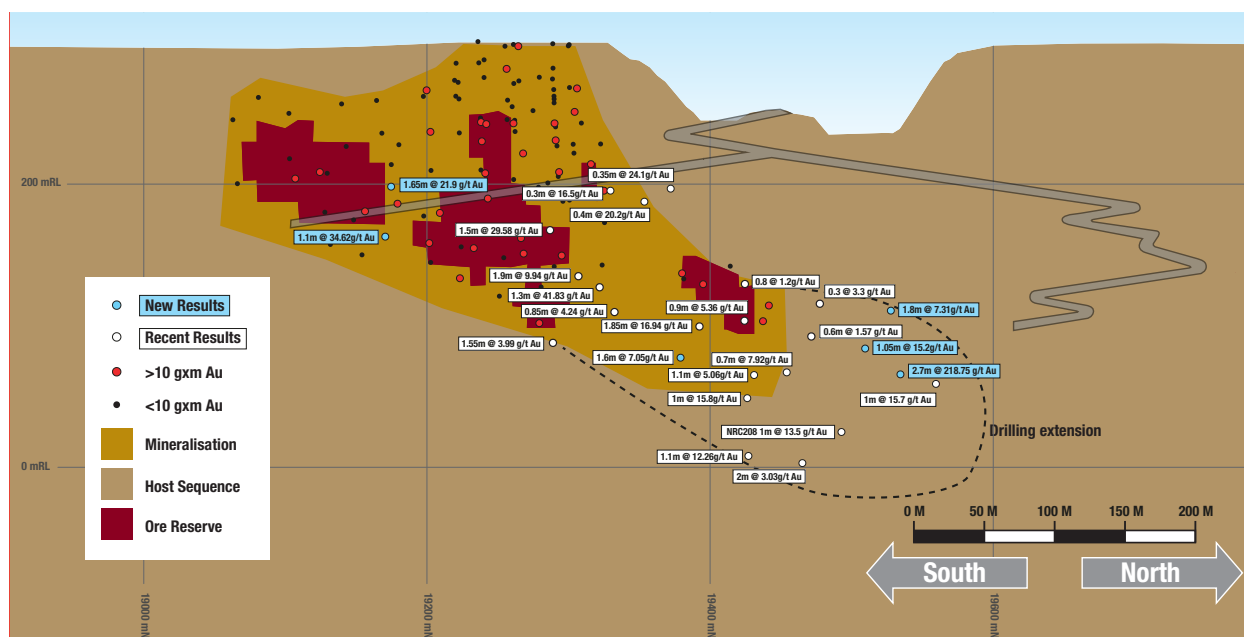 200 mRL
0.35m @ 24.1g/t Au
1.65m @ 21.9 g/t Au
0.3m @ 16.5g/t Au
0.4m @ 20.2g/t Au
1.1m @ 34.62g/t Au
1.5m @ 29.58 g/t Au
1.9m @ 9.94 g/t Au
0.8 @ 1.2g/t Au
1.3m @ 41.83 g/t Au
0.3 @ 3.3 g/t Au
0.85m @ 4.24 g/t Au
0.9m @ 5.36 g/t Au
1.8m @ 7.31g/t Au
1.85m @ 16.94 g/t Au
0.6m @ 1.57 g/t Au
1.55m @ 3.99 g/t Au
1.05m @ 15.2g/t Au
1.6m @ 7.05g/t Au
0.7m @ 7.92g/t Au
1.1m @ 5.06g/t Au
2.7m @ 218.75 g/t Au
1m @ 15.8g/t Au
1m @ 15.7 g/t Au
NRC208 1m @ 13.5 g/t Au
Drilling extension
1.1m @ 12.26g/t Au
2m @ 3.03g/t Au
0 mRL
New Results
Recent Results
>10 gxm Au
<10 gxm Au
Mineralisation
Host Sequence
Ore Reserve
0 M 50 M 100 M 150 M 200 M
South North
19000 mN
19200 mN
19400 mN
19600 mN